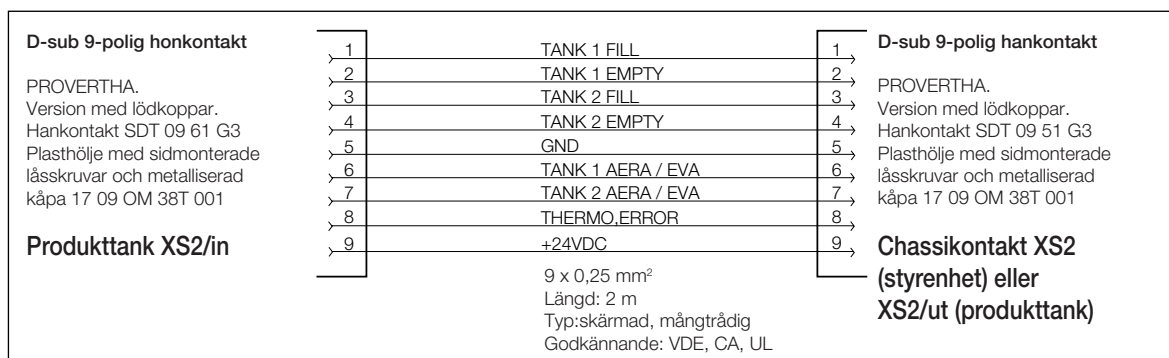 D-sub 9-polig honkontakt
PROVERTHA.
Version med lödkoppar.
Hankontakt SDT 09 61 G3
Plasthölje med sidmonterade
låsskruvar och metalliserad
kåpa 17 09 OM 38T 001
Produkttank XS2/in
1 TANK 1 FILL 1
2 TANK 1 EMPTY 2
3 TANK 2 FILL 3
4 TANK 2 EMPTY 4
5 GND 5
6 TANK 1 AERA / EVA 6
7 TANK 2 AERA / EVA 7
8 THERMO,ERROR 8
9 +24VDC 9
9 x 0,25 mm²
Längd: 2 m
Typ:skärmad, mångtrådig
Godkännande: VDE, CA, UL
D-sub 9-polig hankontakt
PROVERTHA.
Version med lödkoppar.
Hankontakt SDT 09 51 G3
Plasthölje med sidmonterade
låsskruvar och metalliserad
kåpa 17 09 OM 38T 001
Chassikontakt XS2
(styrenhet) eller
XS2/ut (produkttank)